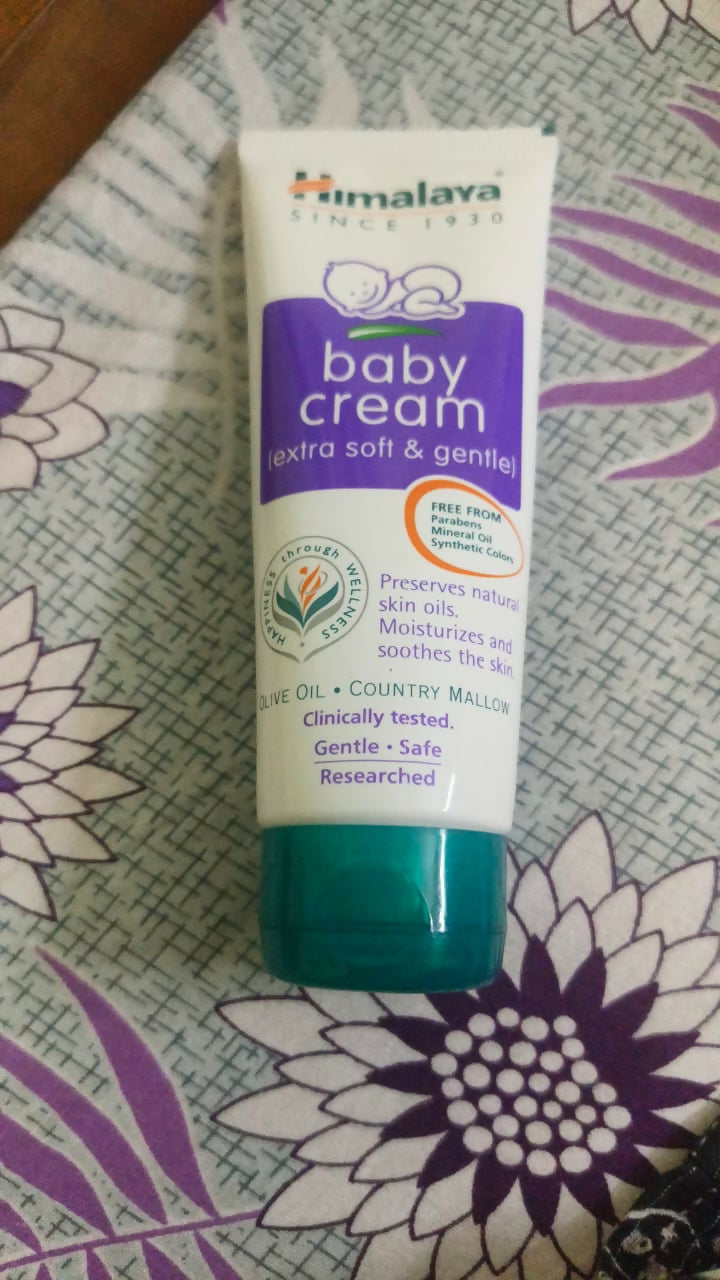 Himalaya
SINCE 1930
baby
cream
(extra soft & gentle)
FREE FROM
Parabens
Mineral Oil
Synthetic Colors
HAPPINESS through WELLNESS
Preserves natural
skin oils.
Moisturizes and
soothes the skin.
OLIVE OIL • COUNTRY MALLOW
Clinically tested.
Gentle • Safe
Researched